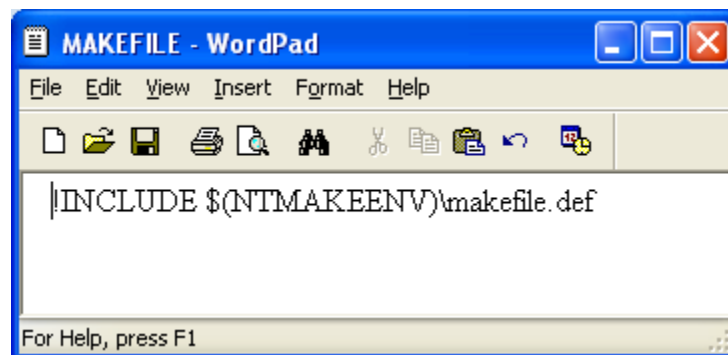 MAKEFILE - WordPad
File Edit View Insert Format Help
!INCLUDE $(NTMAKEENV)\makefile.def
For Help, press F1